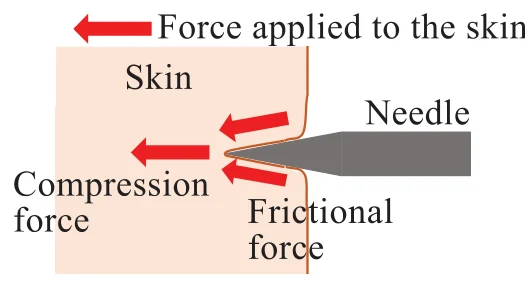 Force applied to the skin
Skin
Needle
Compression
force
Frictional
force